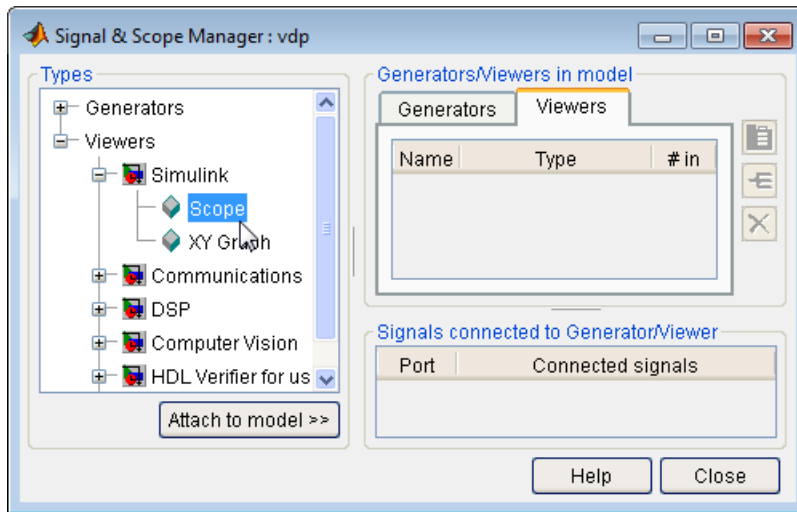 Signal & Scope Manager : vdp
Types
Generators
Viewers
Simulink
Scope
XY Graph
Communications
DSP
Computer Vision
HDL Verifier for us
Attach to model >>
Generators/Viewers in model
Generators Viewers
Name Type # in
Signals connected to Generator/Viewer
Port Connected signals
Help Close